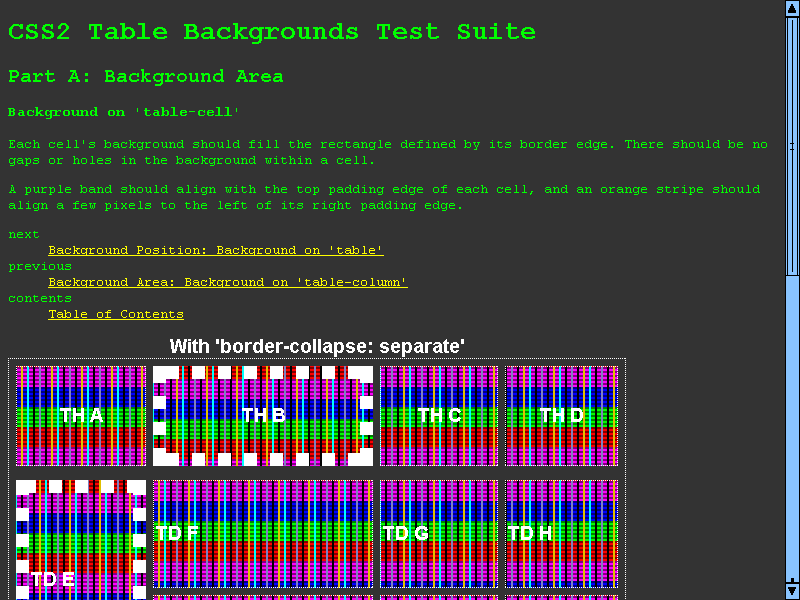 CSS2 Table Backgrounds Test Suite
Part A: Background Area
Background on 'table-cell'
Each cell's background should fill the rectangle defined by its border edge. There should be no
gaps or holes in the background within a cell.
A purple band should align with the top padding edge of each cell, and an orange stripe should
align a few pixels to the left of its right padding edge.
next
Background Position: Background on 'table'
previous
Background Area: Background on 'table-column'
contents
Table of Contents
With 'border-collapse: separate'
TH A TH B TH C TH D
TD F TD G TD H
TD E